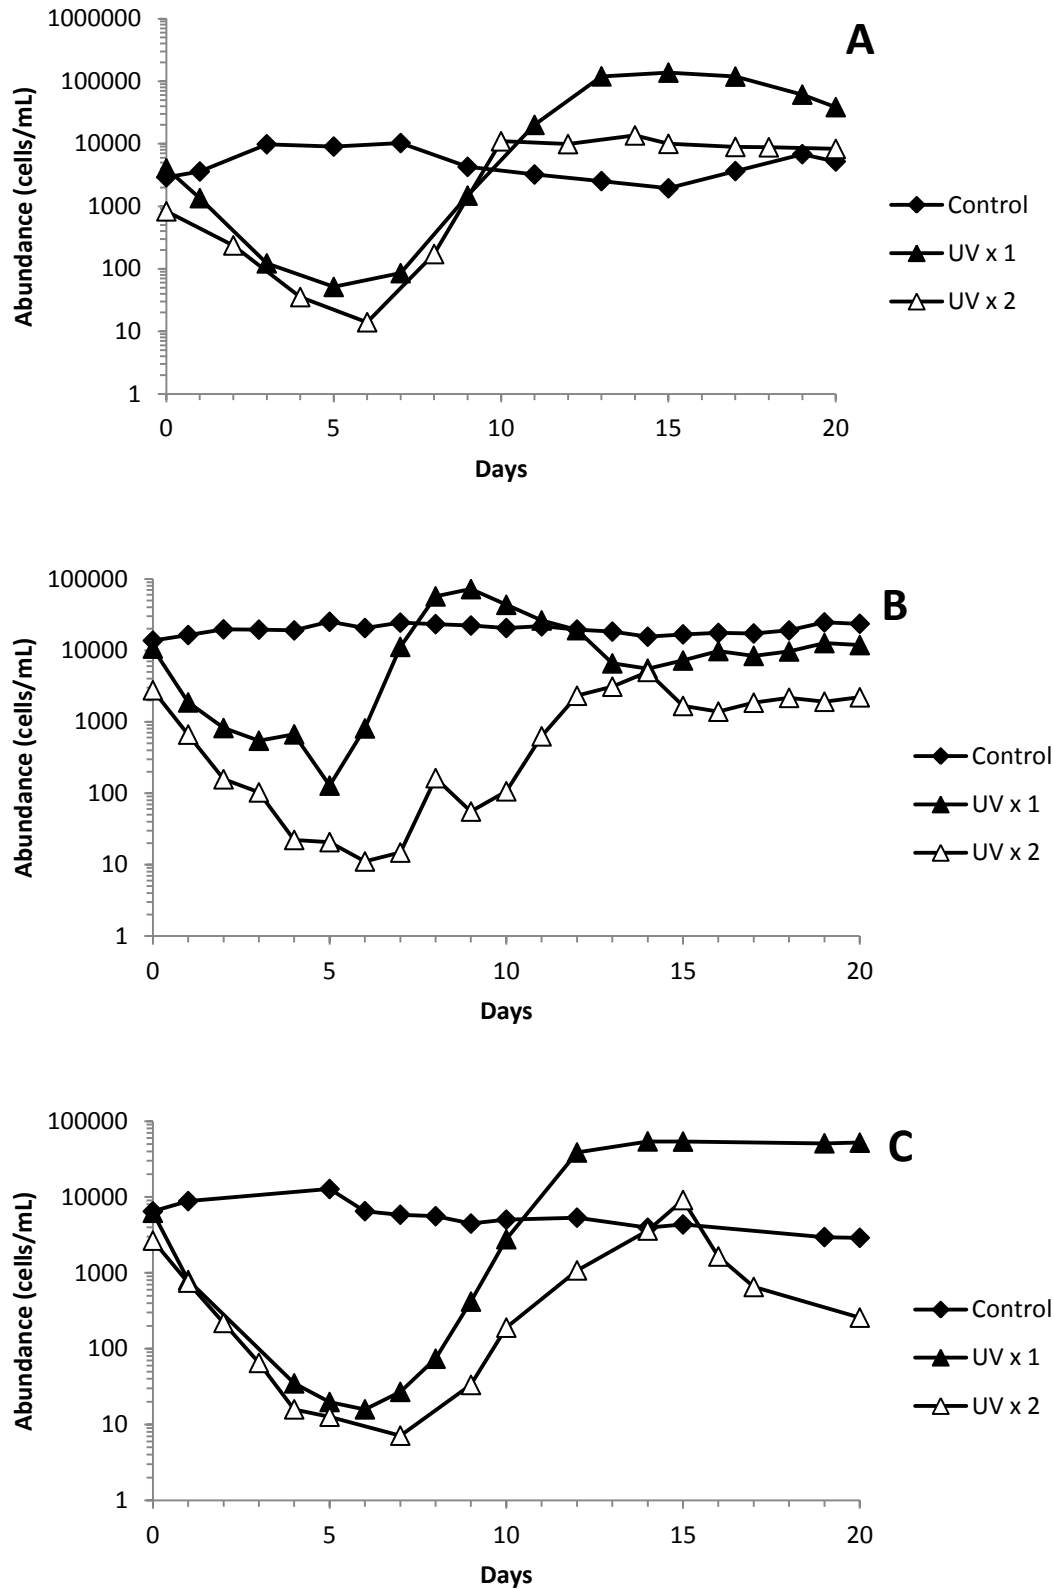 A
1000000
100000
10000
1000
100
10
1
Abundance (cells/mL)
0 5 10 15 20
Days
Control
UV x 1
UV x 2
B
100000
10000
1000
100
10
1
Abundance (cells/mL)
0 5 10 15 20
Days
Control
UV x 1
UV x 2
C
100000
10000
1000
100
10
1
Abundance (cells/mL)
0 5 10 15 20
Days
Control
UV x 1
UV x 2